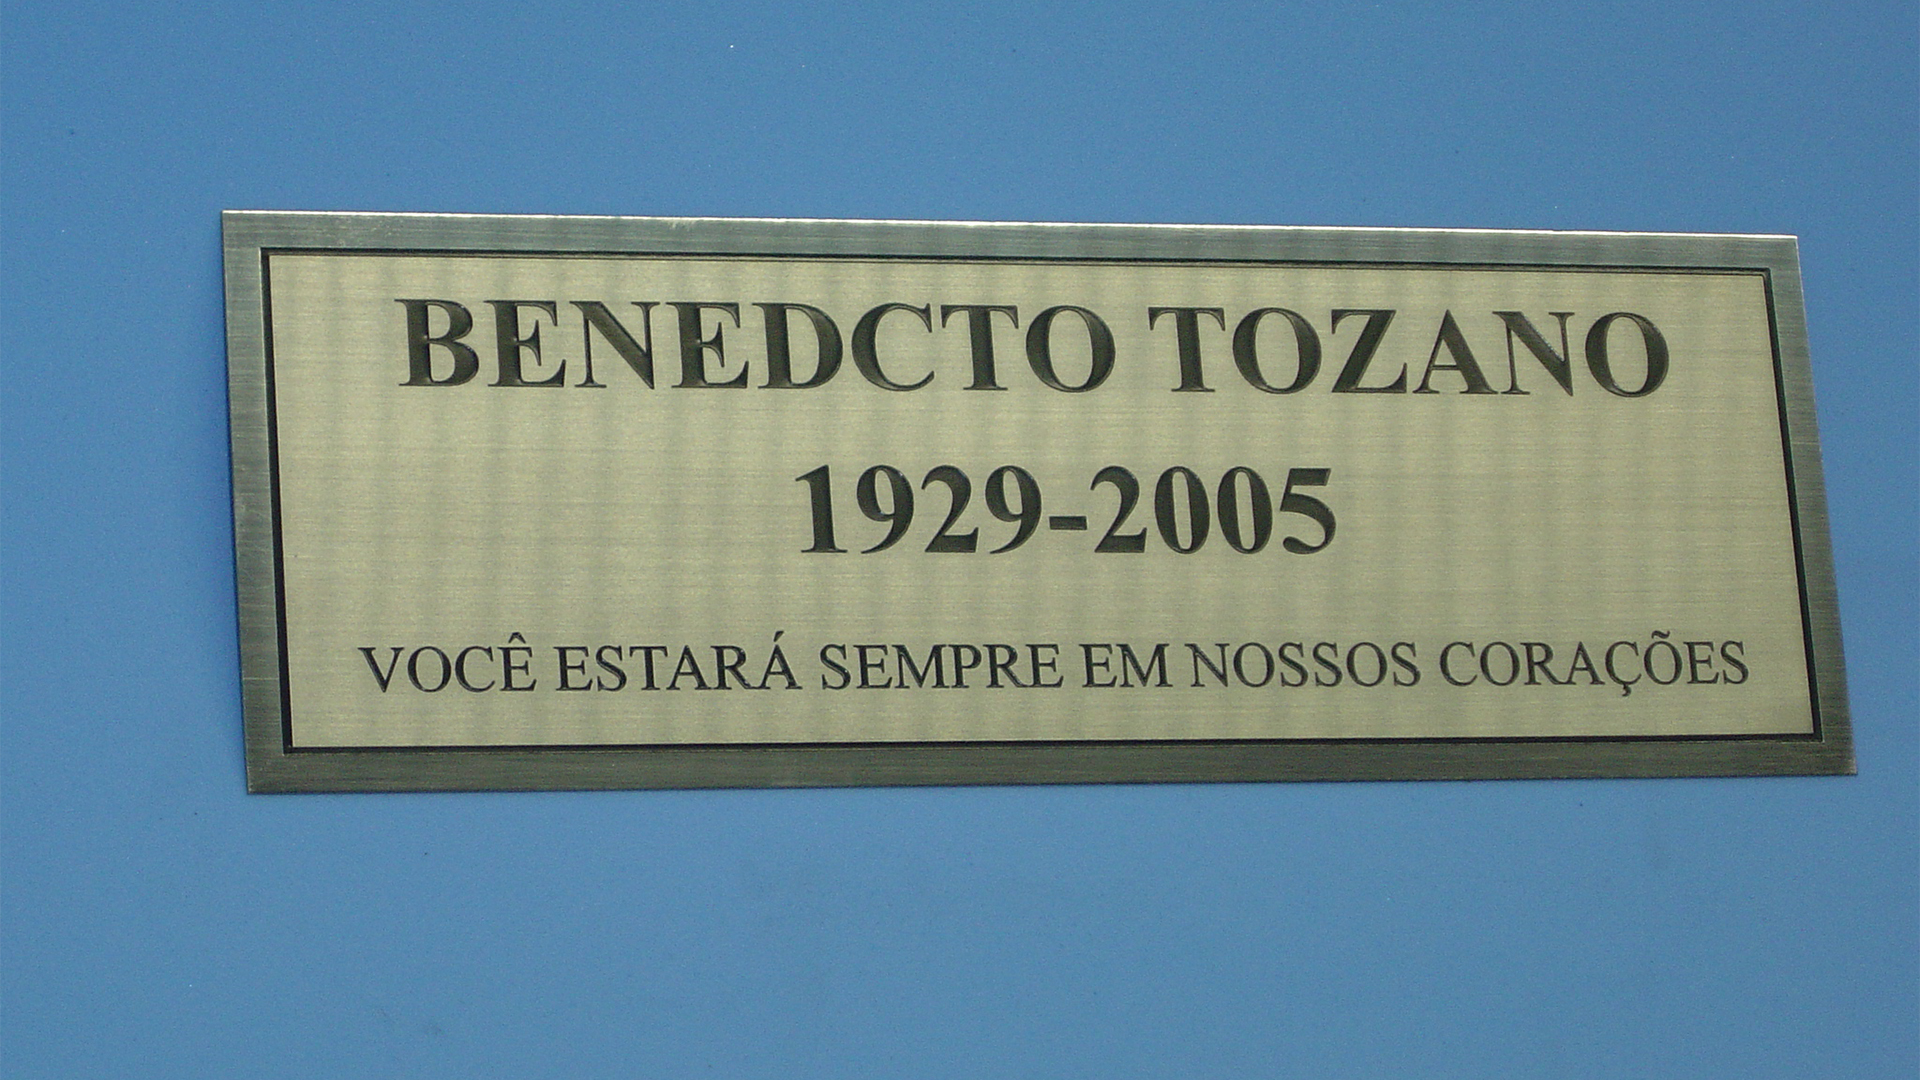 BENEDCTO TOZANO
1929-2005
VOCÊ ESTARÁ SEMPRE EM NOSSOS CORAÇÕES